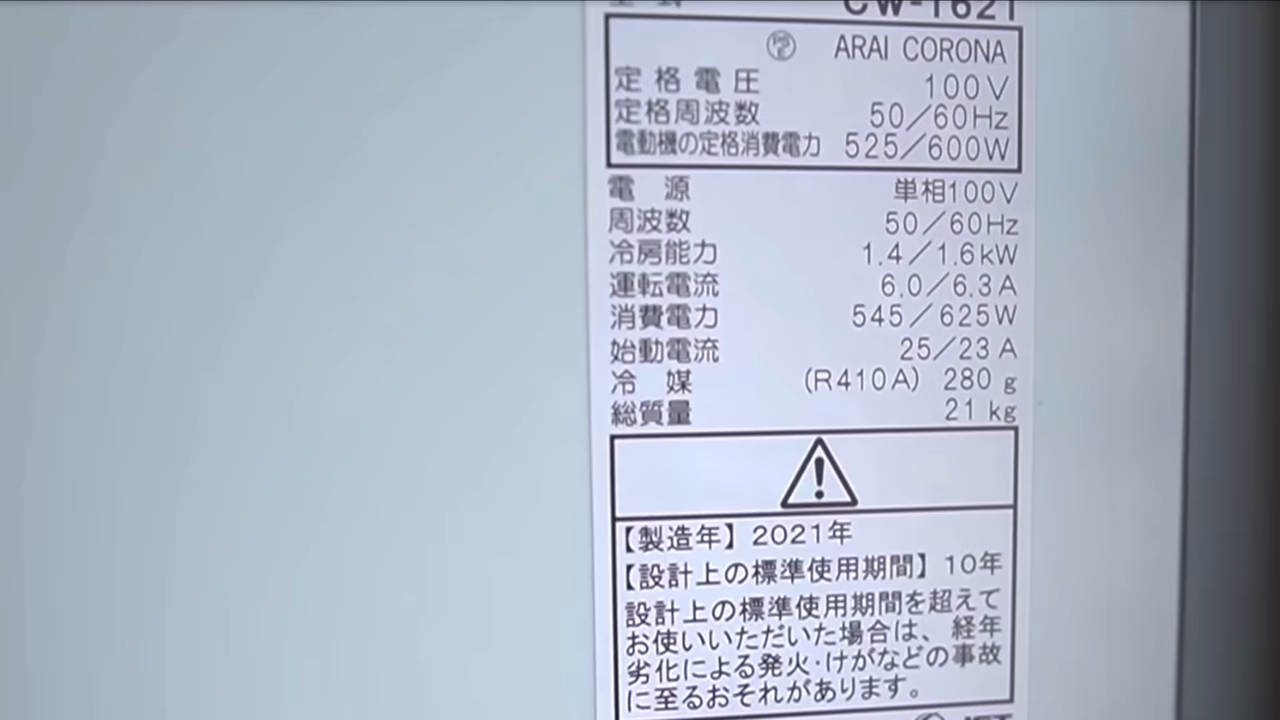 型式 CW-1621
ARAI CORONA
定格電圧 100V
定格周波数 50/60Hz
電動機の定格消費電力 525/600W
電 源 単相100V
周波数 50/60Hz
冷房能力 1.4/1.6kW
運転電流 6.0/6.3A
消費電力 545/625W
始動電流 25/23A
冷 媒 (R410A) 280g
総質量 21kg
【製造年】2021年
【設計上の標準使用期間】10年
設計上の標準使用期間を超えて
お使いいただいた場合は、経年
劣化による発火･けがなどの事故
に至るおそれがあります。